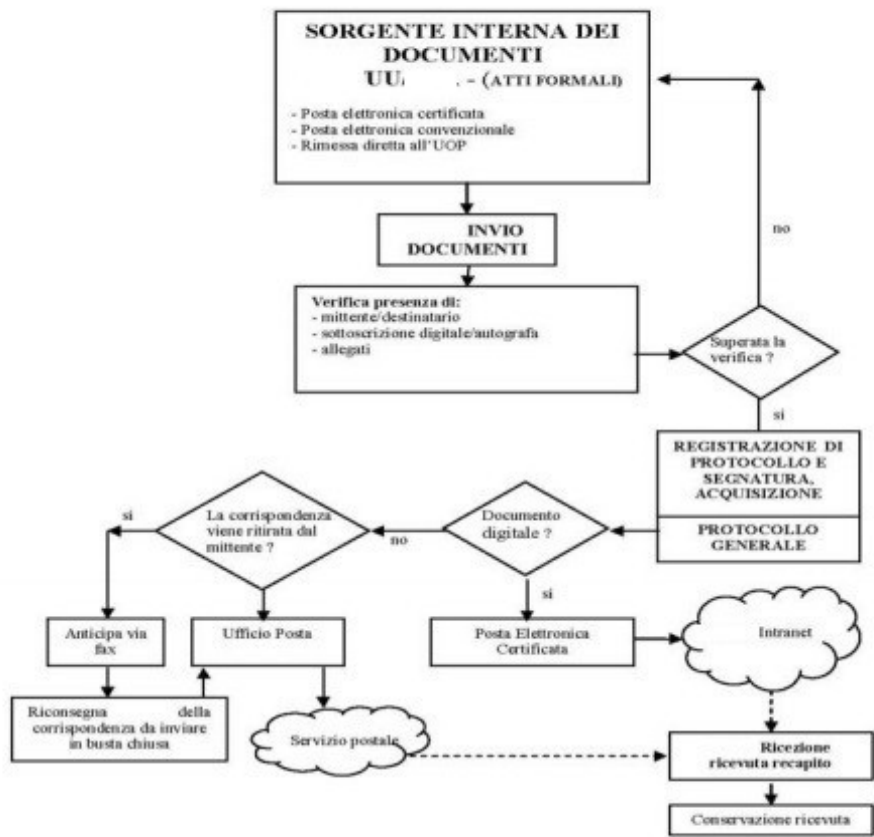 SORGENTE INTERNA DEI
DOCUMENTI
- (ATTI FORMALI)
- Posta elettronica certificata
- Posta elettronica convenzionale
- Rimessa diretta all'UOP
INVIO
DOCUMENTI
no
Verifica presenza di:
- mittente/destinatario
- sottoscrizione digitale/autografa
- allegati
Superata la
verifica ?
si
REGISTRAZIONE DI
PROTOCOLLO E
SEGNATURA,
ACQUISIZIONE
PROTOCOLLO
GENERALE
Documento
digitale ?
no
si
La corrispondenza
viene ritirata dal
mittente ?
si
Anticipa via
fax
Ufficio Posta
Posta Elettronica
Certificata
Intranet
Riconsegna della
corrispondenza da inviare
in busta chiusa
Servizio postale
Ricezione
ricevuta recapito
Conservazione ricevuta